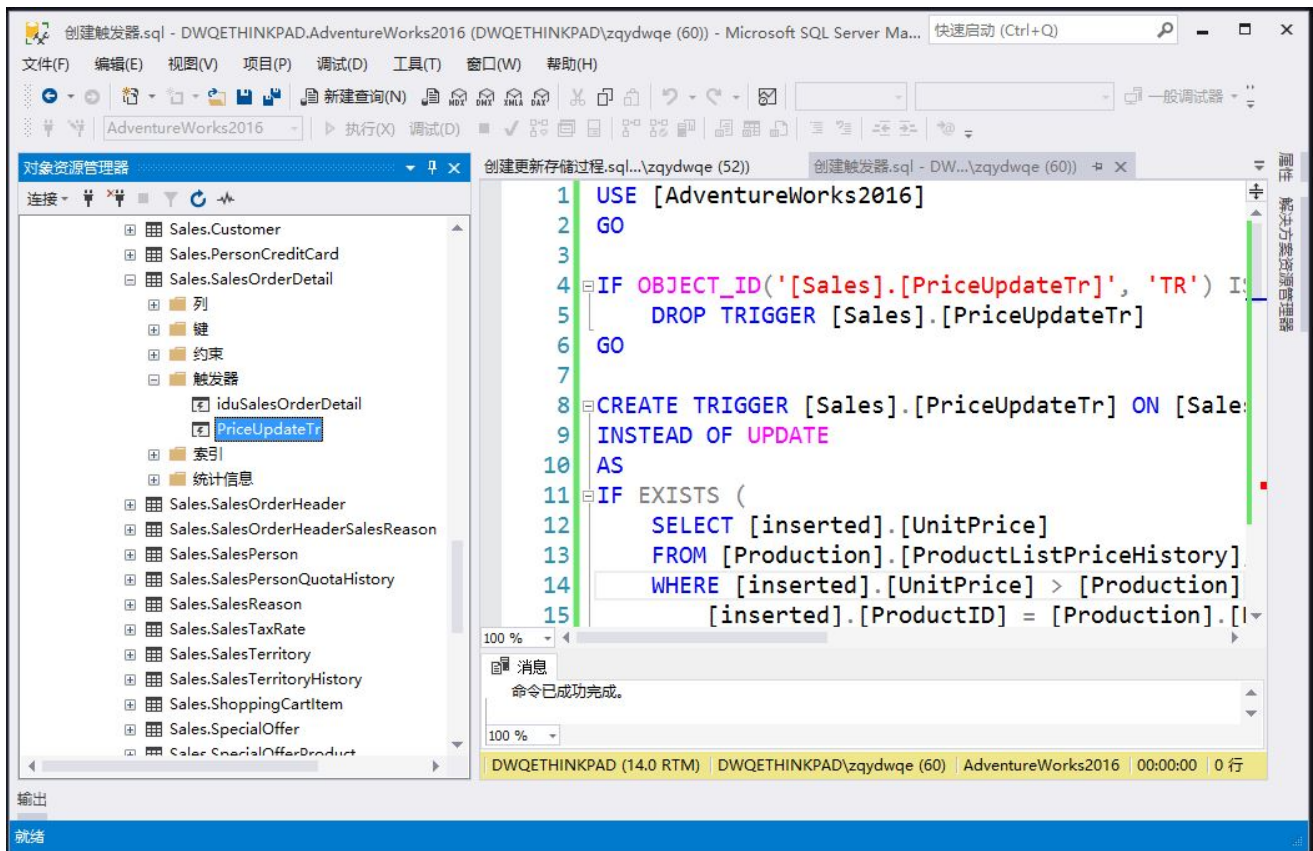 创建触发器.sql - DWQETHINKPAD.AdventureWorks2016 (DWQETHINKPAD\zqydwqe (60)) - Microsoft SQL Server Ma...
快速启动 (Ctrl+Q)
文件(F) 编辑(E) 视图(V) 项目(P) 调试(D) 工具(T) 窗口(W) 帮助(H)
新建查询(N) MDX DMX XMLA DAX 一般调试器
AdventureWorks2016 执行(X) 调试(D)
对象资源管理器
连接
Sales.Customer
Sales.PersonCreditCard
Sales.SalesOrderDetail
列
键
约束
触发器
iduSalesOrderDetail
PriceUpdateTr
索引
统计信息
Sales.SalesOrderHeader
Sales.SalesOrderHeaderSalesReason
Sales.SalesPerson
Sales.SalesPersonQuotaHistory
Sales.SalesReason
Sales.SalesTaxRate
Sales.SalesTerritory
Sales.SalesTerritoryHistory
Sales.ShoppingCartItem
Sales.SpecialOffer
Sales.SpecialOfferProduct
创建更新存储过程.sql...\zqydwqe (52)) 创建触发器.sql - DW...\zqydwqe (60))
1 USE [AdventureWorks2016]
2 GO
3
4 IF OBJECT_ID('[Sales].[PriceUpdateTr]', 'TR') IS
5 DROP TRIGGER [Sales].[PriceUpdateTr]
6 GO
7
8 CREATE TRIGGER [Sales].[PriceUpdateTr] ON [Sales
9 INSTEAD OF UPDATE
10 AS
11 IF EXISTS (
12 SELECT [inserted].[UnitPrice]
13 FROM [Production].[ProductListPriceHistory]
14 WHERE [inserted].[UnitPrice] > [Production]
15 [inserted].[ProductID] = [Production].[
100 %
消息
命令已成功完成。
100 %
DWQETHINKPAD (14.0 RTM) DWQETHINKPAD\zqydwqe (60) AdventureWorks2016 00:00:00 0 行
属性
解决方案资源管理器
输出
就绪